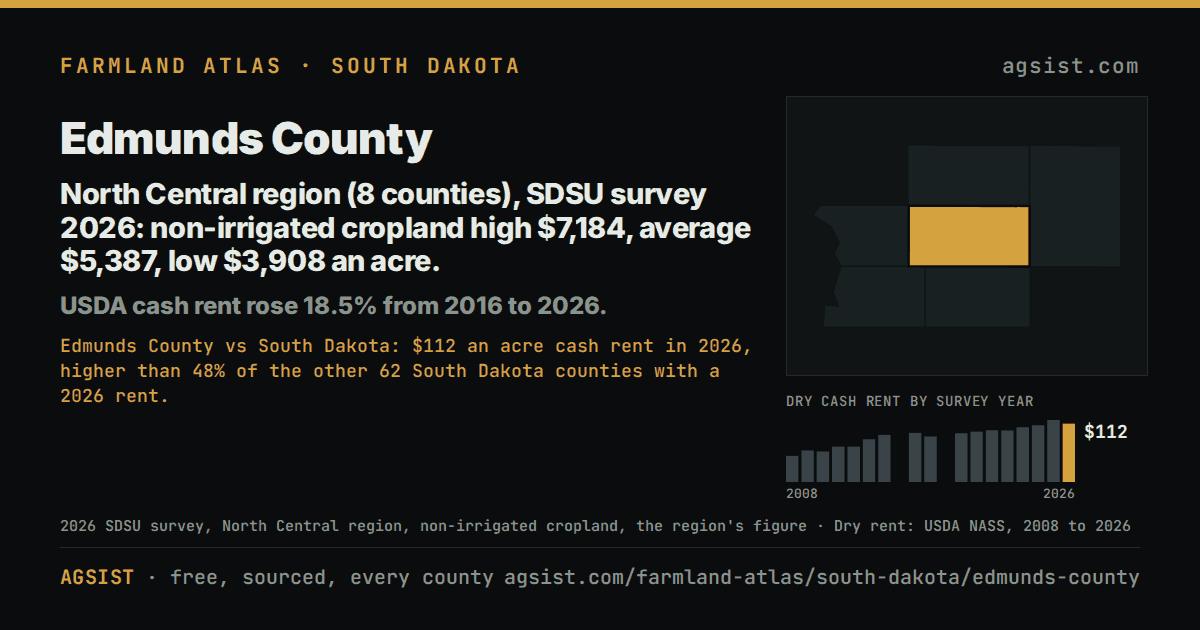 FARMLAND ATLAS · SOUTH DAKOTA
agsist.com
Edmunds County
North Central region (8 counties), SDSU survey
2026: non-irrigated cropland high $7,184, average
$5,387, low $3,908 an acre.
USDA cash rent rose 18.5% from 2016 to 2026.
Edmunds County vs South Dakota: $112 an acre cash rent in 2026,
higher than 48% of the other 62 South Dakota counties with a
2026 rent.
DRY CASH RENT BY SURVEY YEAR
$112
2008
2026
2026 SDSU survey, North Central region, non-irrigated cropland, the region's figure · Dry rent: USDA NASS, 2008 to 2026
AGSIST · free, sourced, every county
agsist.com/farmland-atlas/south-dakota/edmunds-county